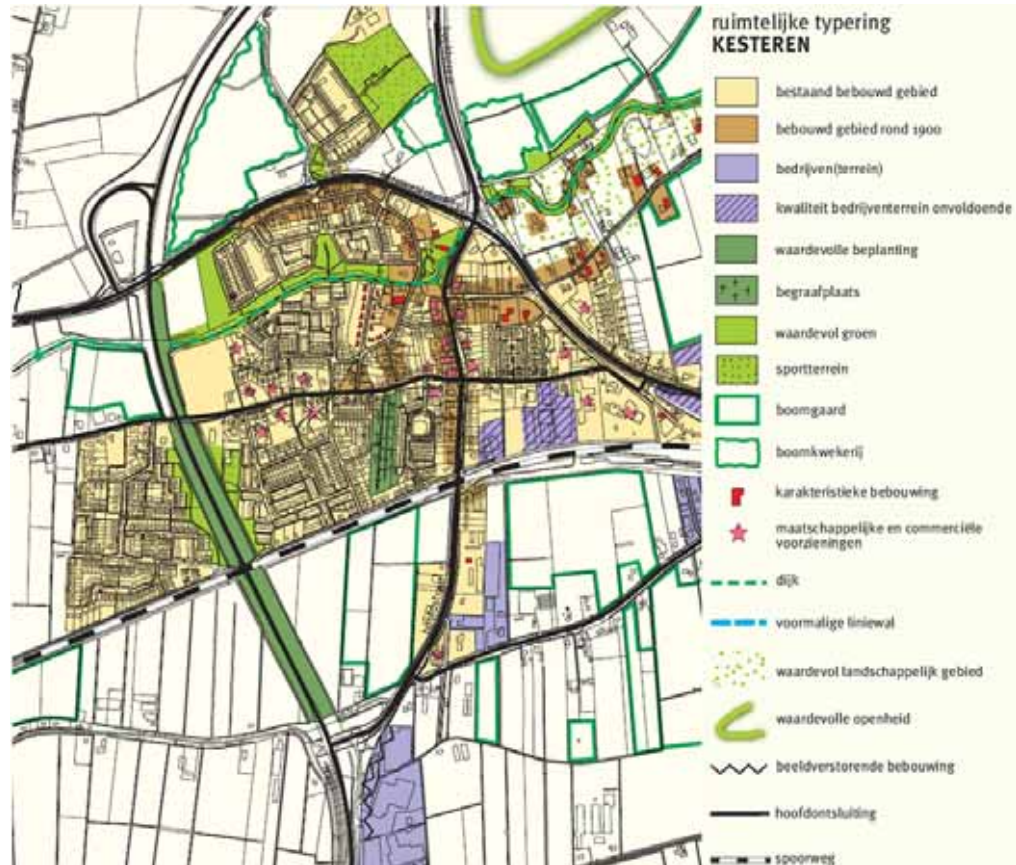 ruimtelijke typering
KESTEREN
bestaand bebouwd gebied
bebouwd gebied rond 1900
bedrijven(terrein)
kwaliteit bedrijventerrein onvoldoende
waardevolle beplanting
begraafplaats
waardevol groen
sportterrein
boomgaard
boomkwekerij
karakteristieke bebouwing
maatschappelijke en commerciële
voorzieningen
dijk
voormalige liniewal
waardevol landschappelijk gebied
waardevolle openheid
beeldverstorende bebouwing
hoofdontsluiting
spoorweg